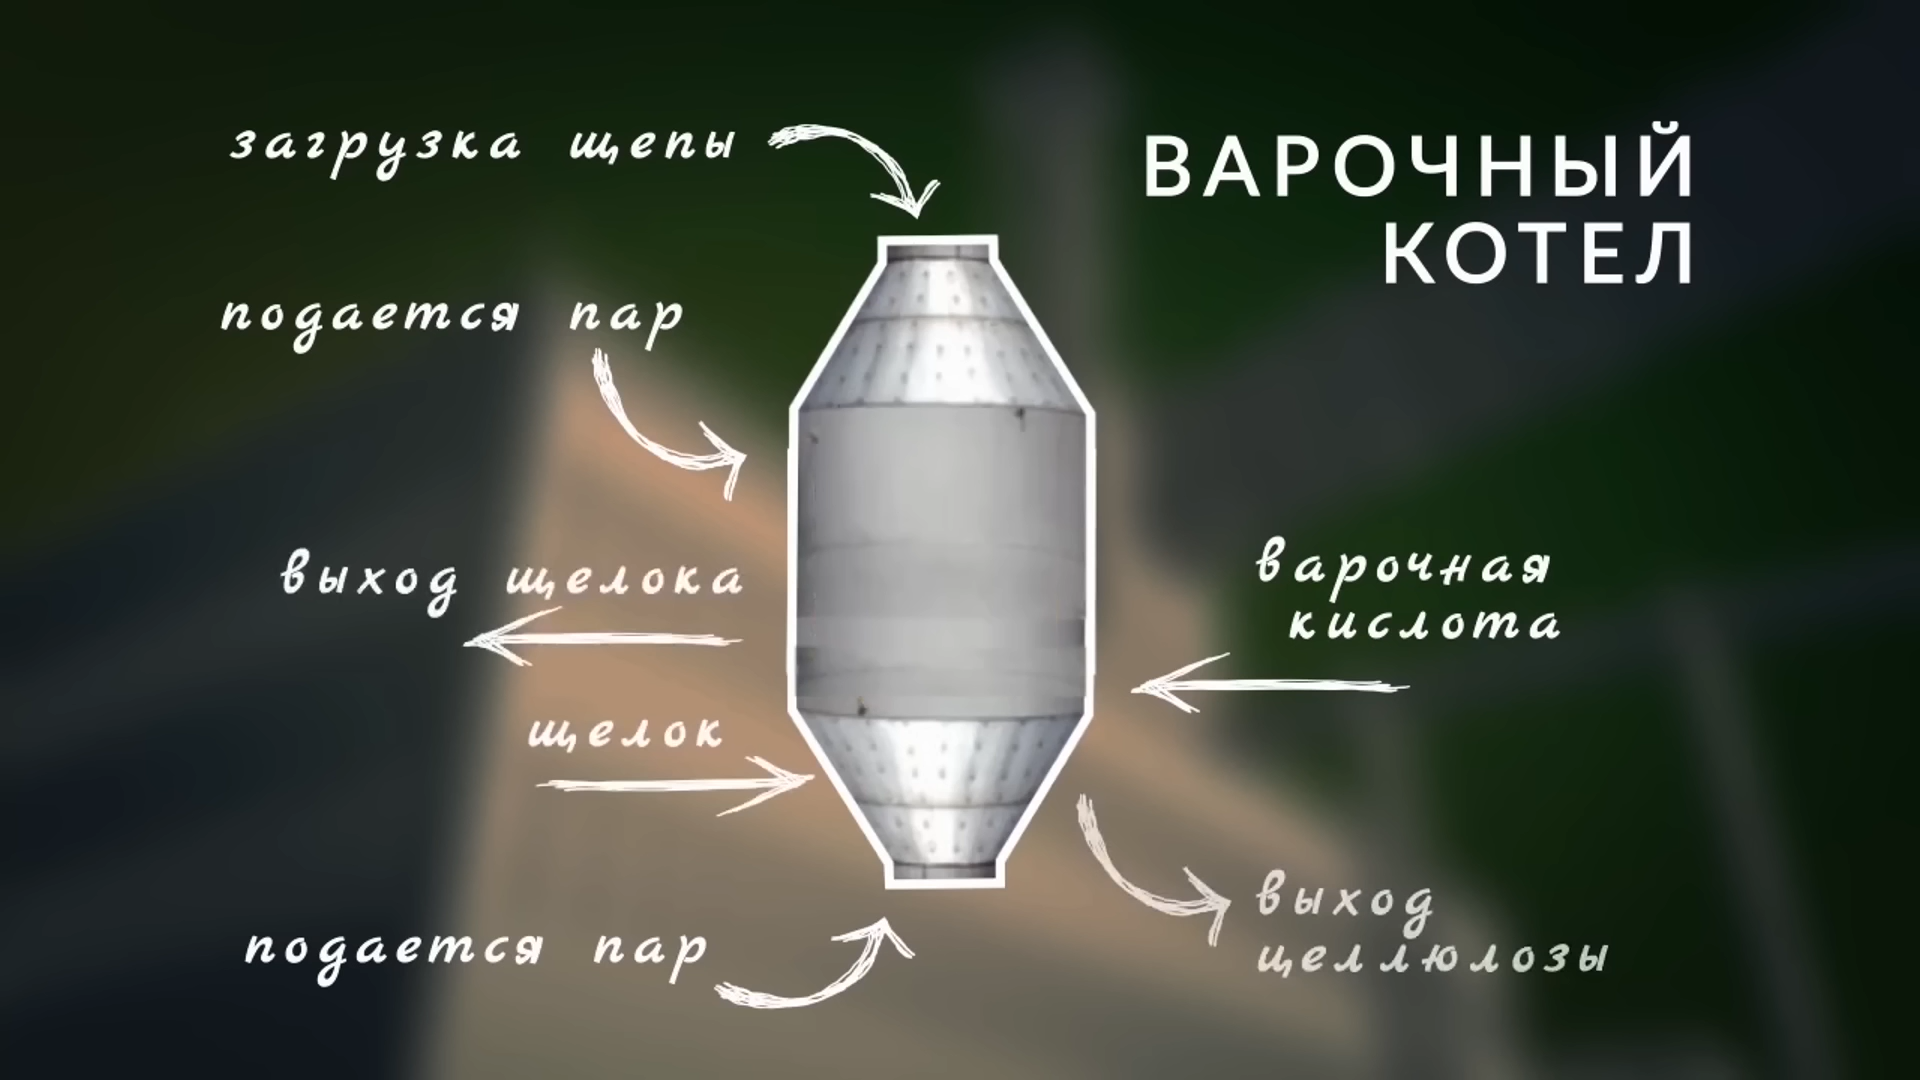 загрузка щепы
ВАРОЧНЫЙ
КОТЕЛ
подается пар
выход щелока
варочная
кислота
щелок
выход
целлюлозы
подается пар